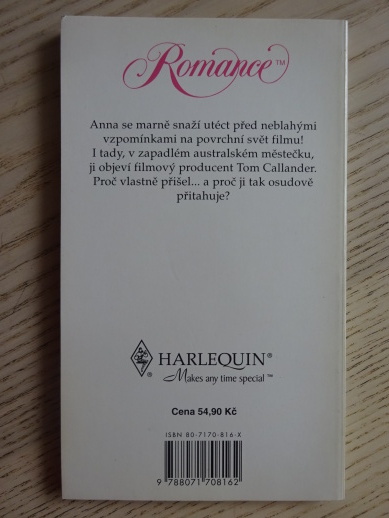 Romance™
Anna se marně snaží utéct před neblahými
vzpomínkami na povrchní svět filmu!
I tady, v zapadlém australském městečku,
ji objeví filmový producent Tom Callander.
Proč vlastně přišel... a proč ji tak osudově
přitahuje?
HARLEQUIN®
®
Makes any time special™
Cena 54,90 Kč
ISBN 80-7170-816-X
9 788071 708162